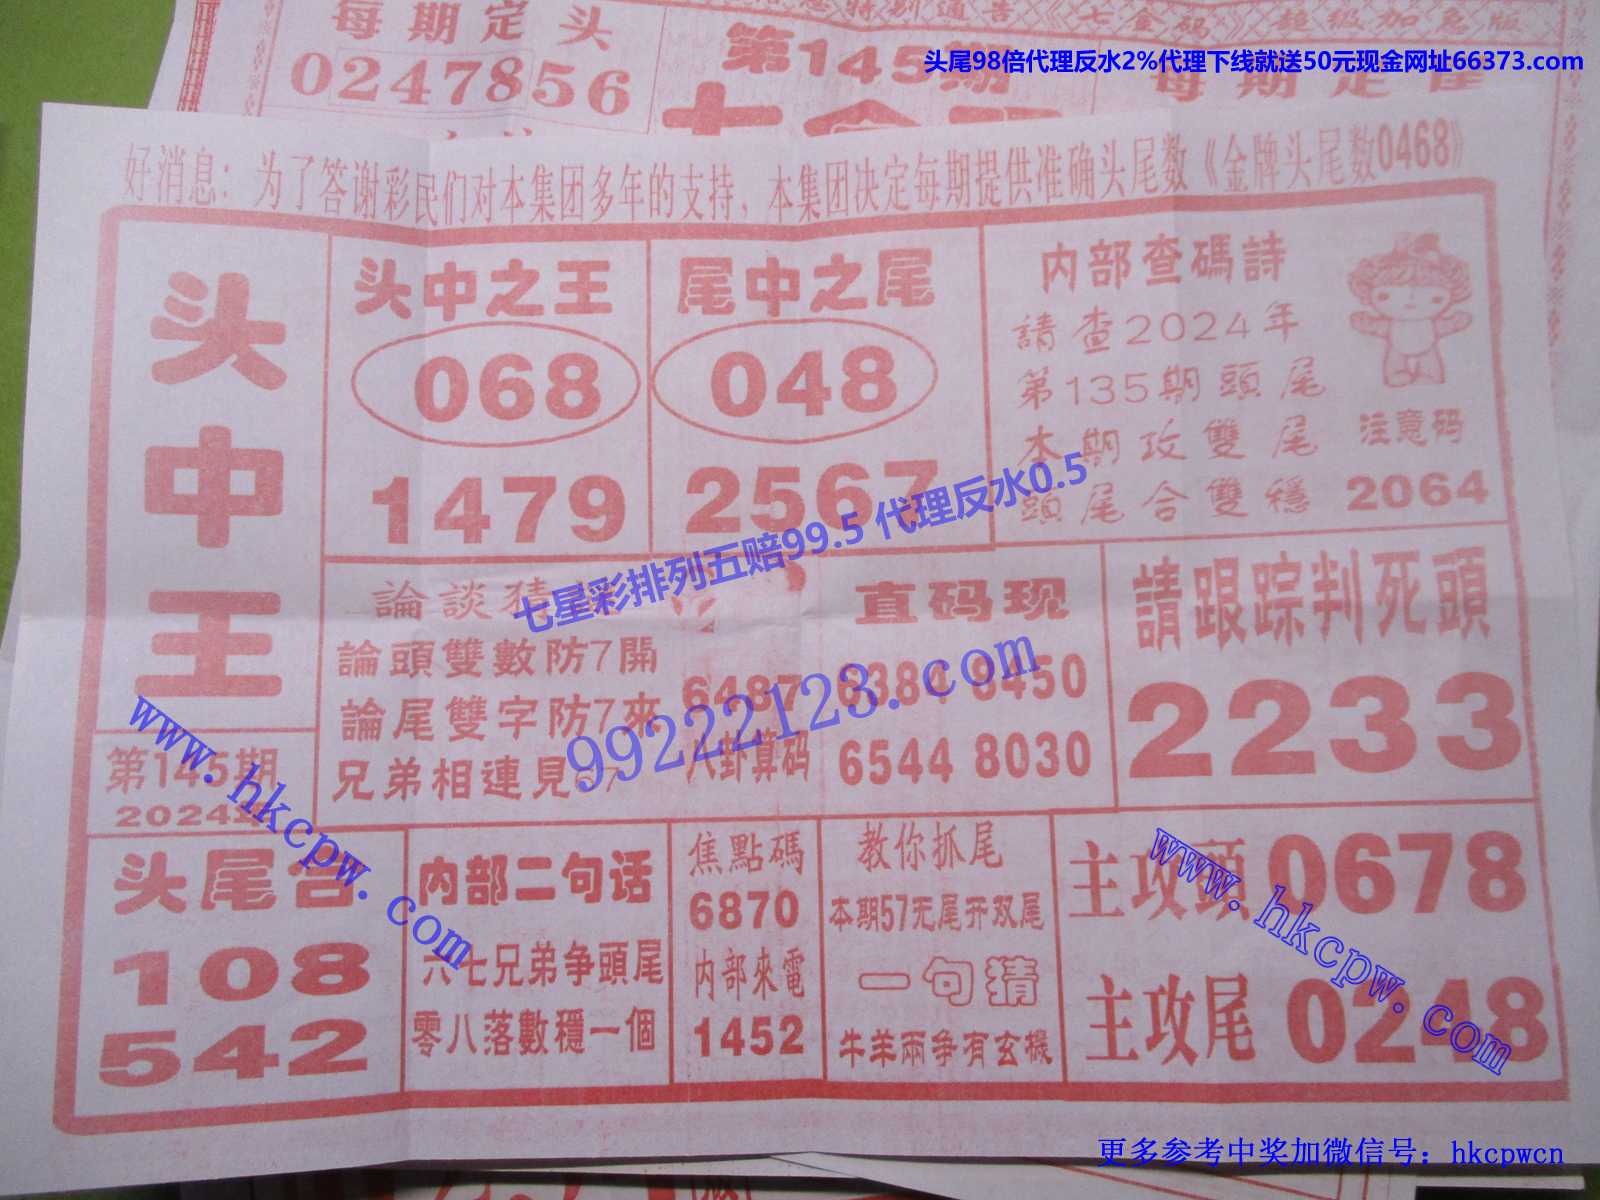 每期定头
0247856
第145期
头尾98倍代理反水2%代理下线就送50元现金网址66373.com
好消息：为了答谢彩民们对本集团多年的支持，本集团决定每期提供准确头尾数《金牌头尾数0468》
头中王
第145期
2024年
头中之王
068
1479
尾中之尾
048
2567
内部查碼詩
請查2024年
第135期頭尾
本期攻雙尾
頭尾合雙穩
注意码
2064
七星彩排列五赔99.5 代理反水0.5
論談猜
論頭雙數防7開
論尾雙字防7來
兄弟相連見67
6487
八卦算码
直码现
6384 8450
6544 8030
請跟踪判死頭
2233
99222123.com
www.hkcpw.com
头尾合
108
542
内部二句话
六七兄弟争頭尾
零八落數穩一個
焦點碼
6870
内部來電
1452
教你抓尾
本期57无尾开双尾
一句猜
牛羊兩争有玄機
主攻頭0678
主攻尾0248
www.hkcpw.com
更多参考中奖加微信号：hkcpwcn